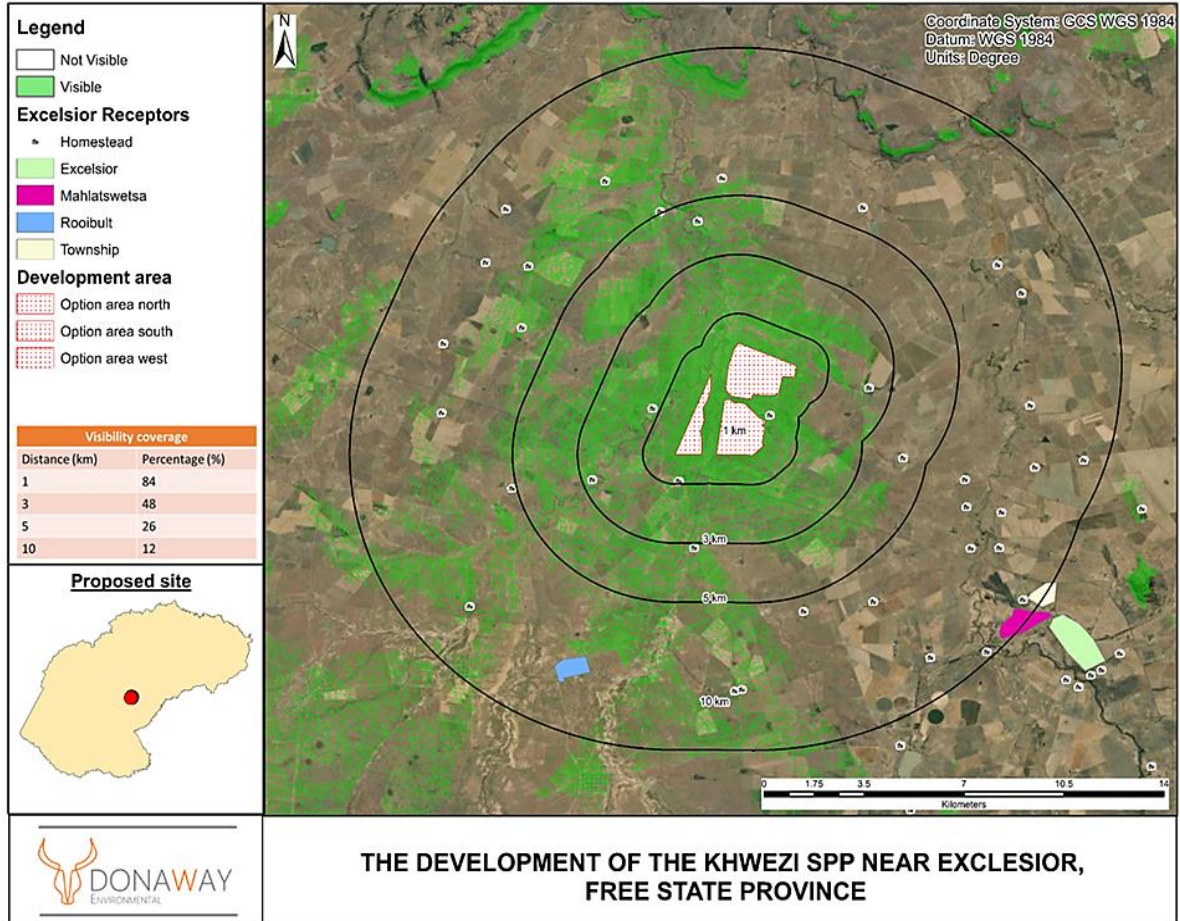 Legend
Not Visible
Visible
Excelsior Receptors
Homestead
Excelsior
Mahlatswetsa
Rooibult
Township
Development area
Option area north
Option area south
Option area west
Visibility coverage
Distance (km) Percentage (%)
1 84
3 48
5 26
10 12
Proposed site
N
Coordinate System: GCS WGS 1984
Datum: WGS 1984
Units: Degree
1 km
3 km
5 km
10 km
0 1.75 3.5 7 10.5 14
Kilometers
DONAWAY
ENVIRONMENTAL
THE DEVELOPMENT OF THE KHWEZI SPP NEAR EXCLESIOR,
FREE STATE PROVINCE